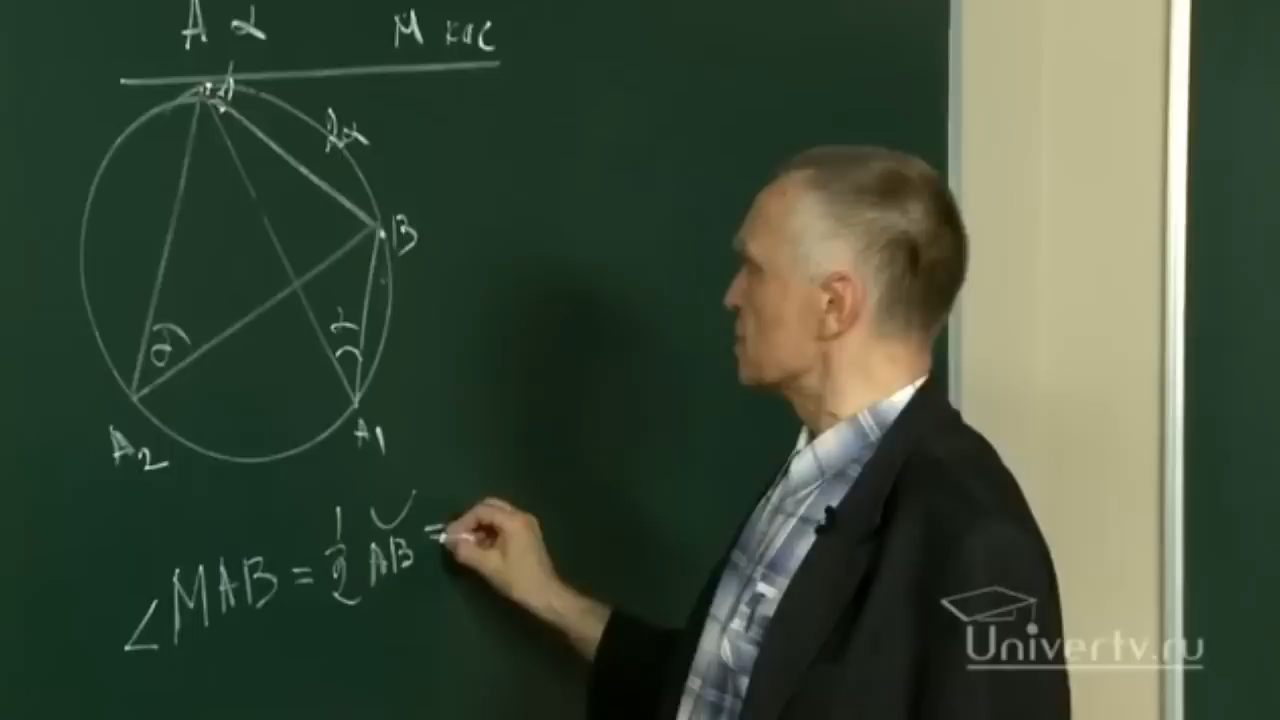 A α M кас
α
2α
B
α α
A₂ A₁
∠MAB = 1/2 ◡AB =
Univertv.ru